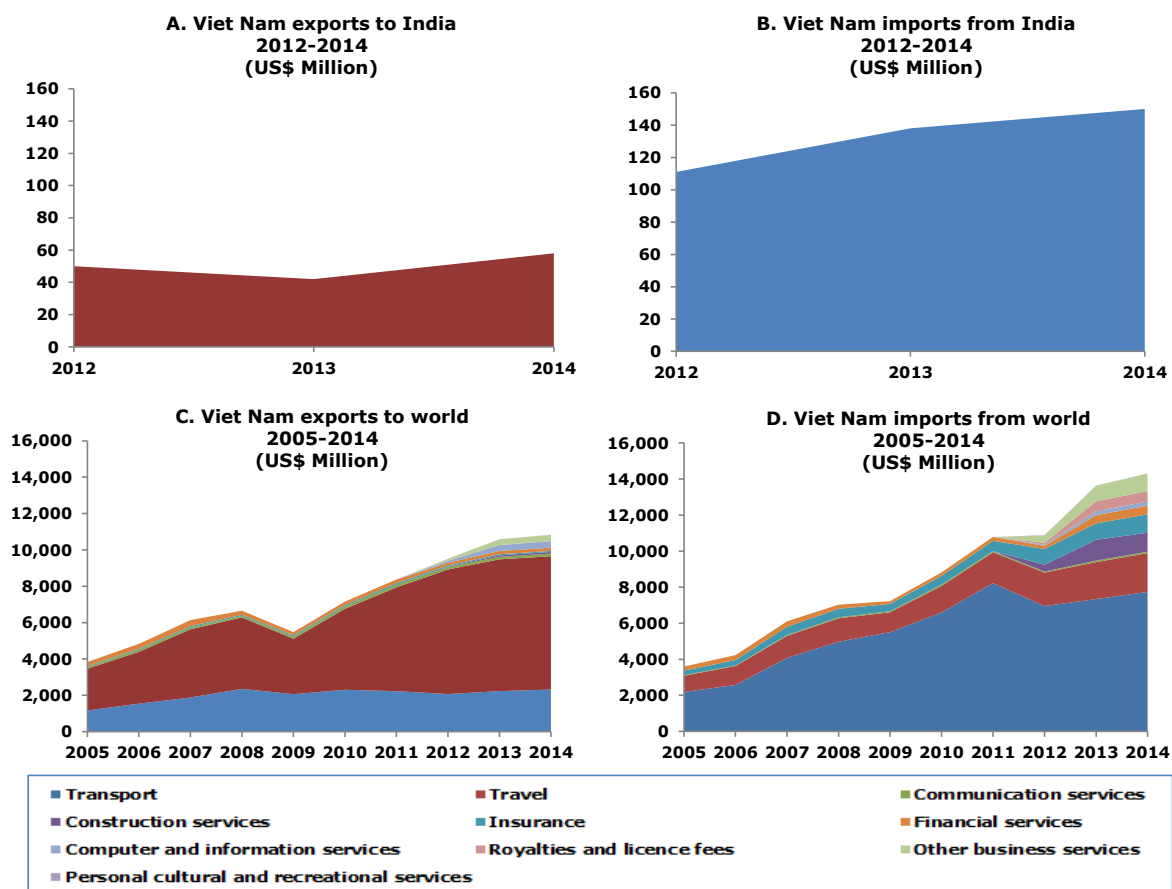 A. Viet Nam exports to India
2012-2014
(US$ Million)
160
140
120
100
80
60
40
20
0
2012 2013 2014
B. Viet Nam imports from India
2012-2014
(US$ Million)
160
140
120
100
80
60
40
20
0
2012 2013 2014
C. Viet Nam exports to world
2005-2014
(US$ Million)
16,000
14,000
12,000
10,000
8,000
6,000
4,000
2,000
0
2005 2006 2007 2008 2009 2010 2011 2012 2013 2014
D. Viet Nam imports from world
2005-2014
(US$ Million)
16,000
14,000
12,000
10,000
8,000
6,000
4,000
2,000
0
2005 2006 2007 2008 2009 2010 2011 2012 2013 2014
Transport Travel Communication services
Construction services Insurance Financial services
Computer and information services Royalties and licence fees Other business services
Personal cultural and recreational services